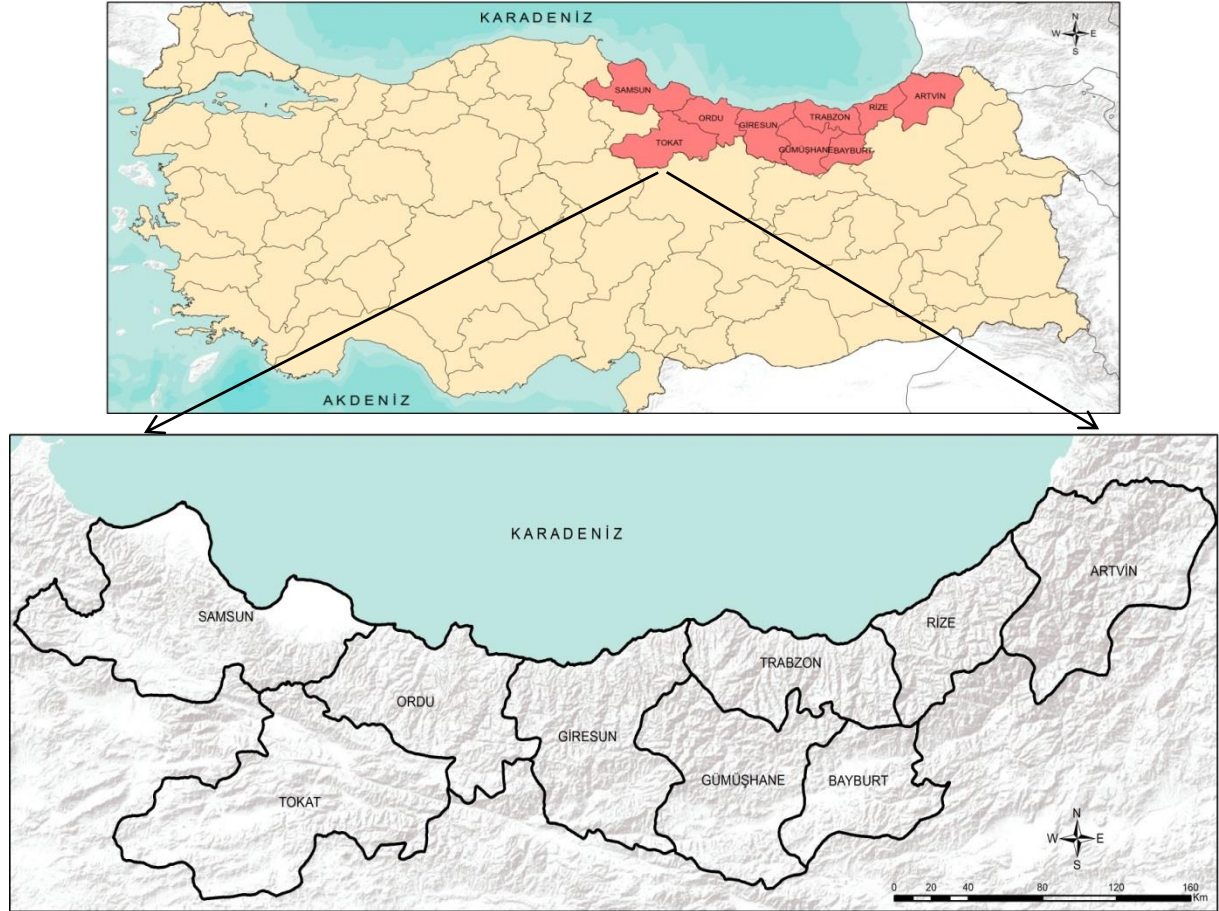 KARADENİZ
N
W E
S
SAMSUN
ORDU
GİRESUN
TRABZON
RİZE
ARTVİN
TOKAT
GÜMÜŞHANE
BAYBURT
AKDENİZ
KARADENİZ
ARTVİN
SAMSUN
RİZE
TRABZON
ORDU
GİRESUN
GÜMÜŞHANE
BAYBURT
TOKAT
N
W E
S
0 20 40 80 120 160
Km